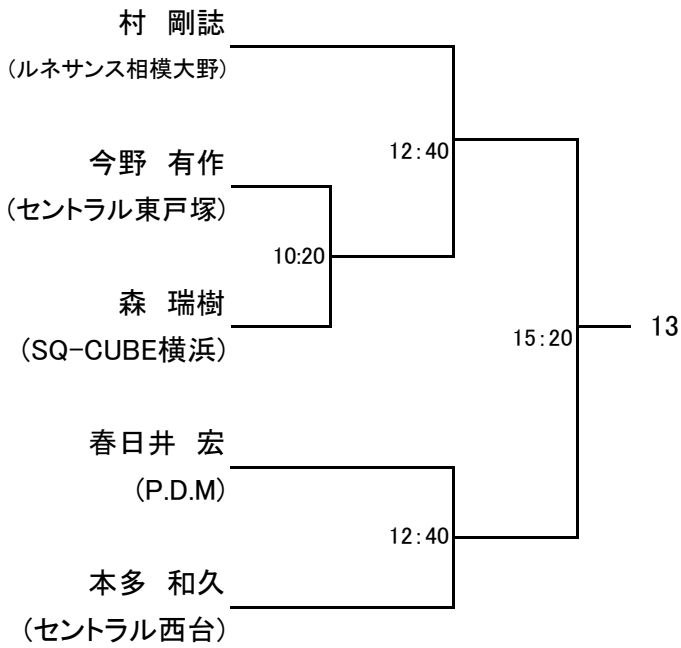 村　剛誌
(ルネサンス相模大野)
12:40
今野　有作
(セントラル東戸塚)
10:20
森　瑞樹
(SQ-CUBE横浜)
15:20
13
春日井　宏
(P.D.M)
12:40
本多　和久
(セントラル西台)